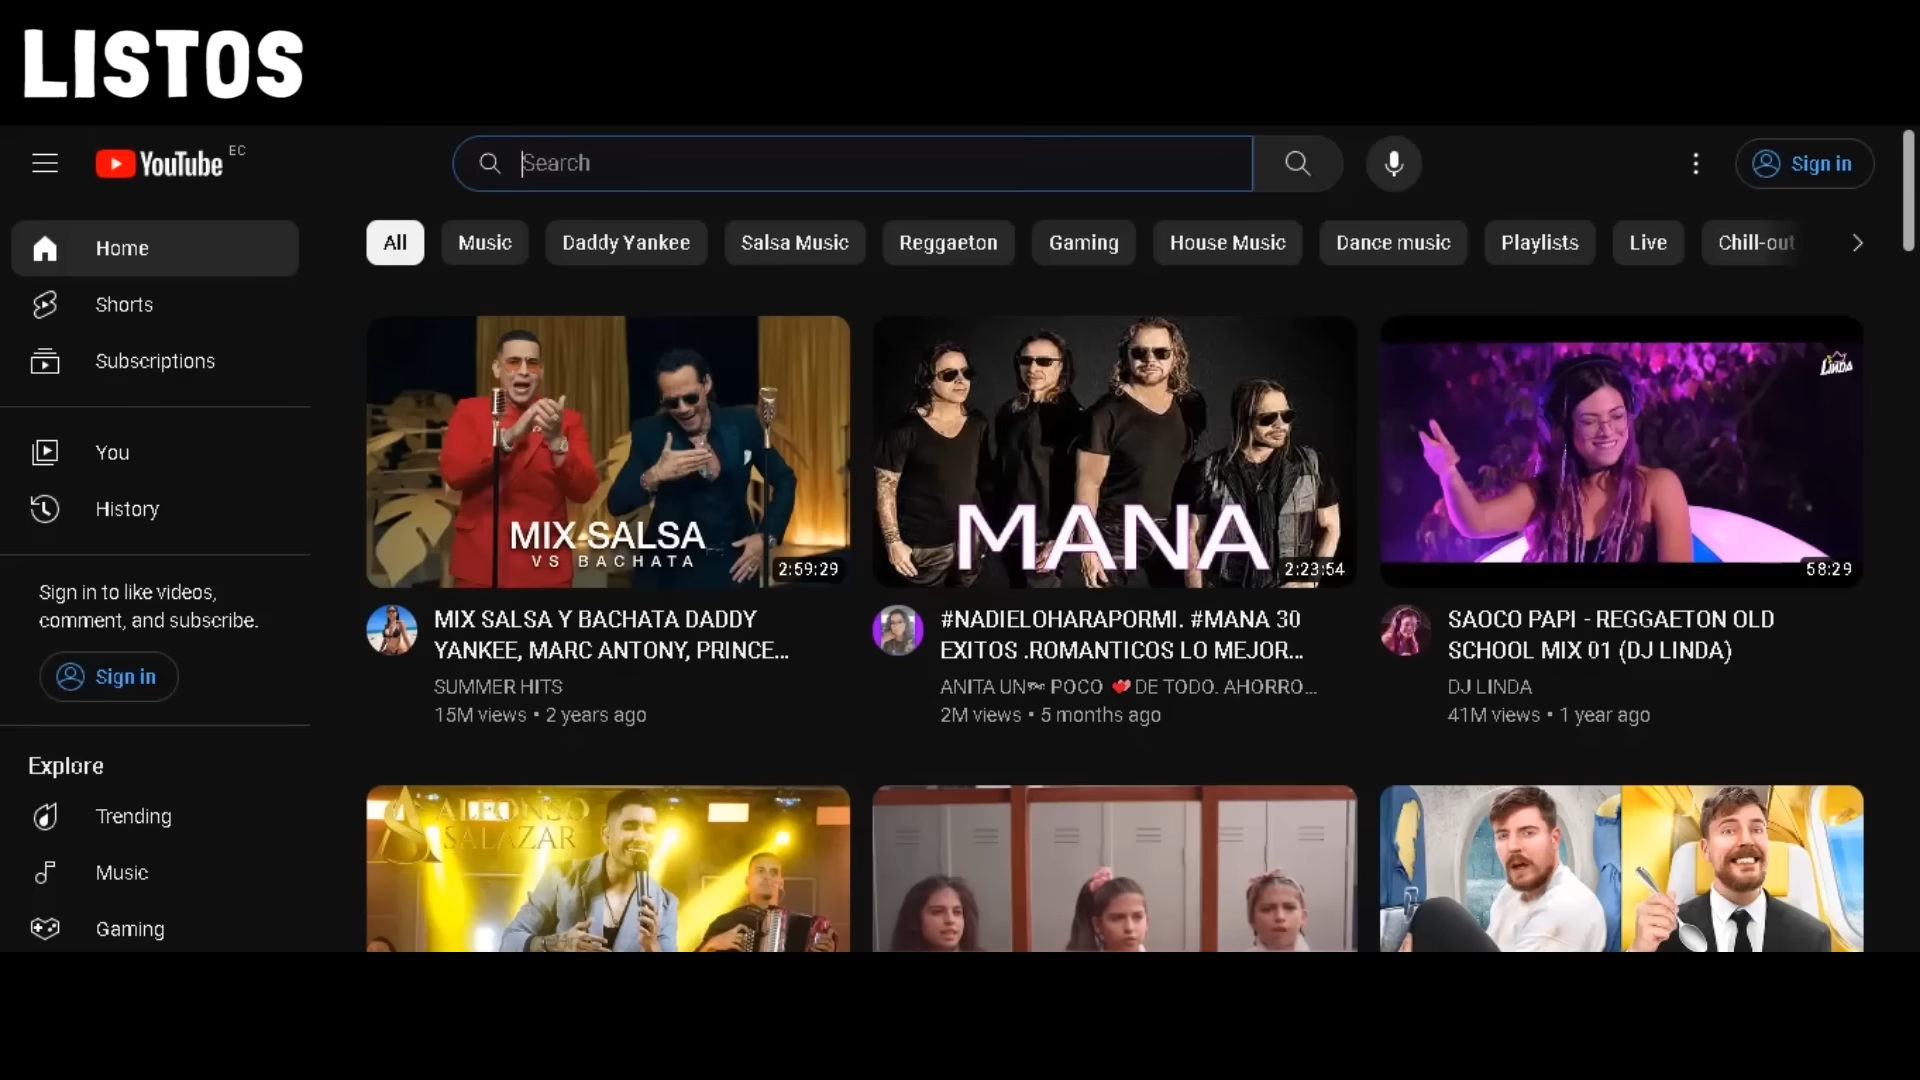 LISTOS
YouTube EC
Search
Sign in
Home
Shorts
Subscriptions
You
History
Sign in to like videos,
comment, and subscribe.
Sign in
Explore
Trending
Music
Gaming
All
Music
Daddy Yankee
Salsa Music
Reggaeton
Gaming
House Music
Dance music
Playlists
Live
Chill-out
MIX SALSA
VS BACHATA
2:59:29
MIX SALSA Y BACHATA DADDY
YANKEE, MARC ANTONY, PRINCE...
SUMMER HITS
15M views • 2 years ago
MANA
2:23:54
#NADIELOHARAPORMI. #MANA 30
EXITOS .ROMANTICOS LO MEJOR...
ANITA UN POCO ❤️DE TODO. AHORRO...
2M views • 5 months ago
LINDA
58:29
SAOCO PAPI - REGGAETON OLD
SCHOOL MIX 01 (DJ LINDA)
DJ LINDA
41M views • 1 year ago
ALFONSO
SALAZAR